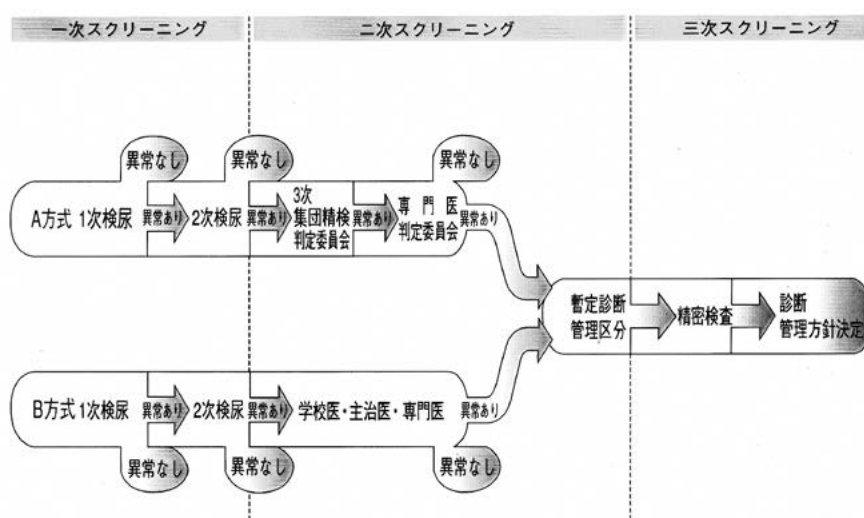 一次スクリーニング
二次スクリーニング
三次スクリーニング
異常なし
異常なし
異常なし
A方式 1次検尿
異常あり
2次検尿
異常あり
3次
集団精検
判定委員会
異常あり
専門医
判定委員会
異常あり
暫定診断
管理区分
精密検査
診断
管理方針決定
B方式 1次検尿
異常あり
2次検尿
異常あり
学校医・主治医・専門医
異常あり
異常なし
異常なし
異常なし